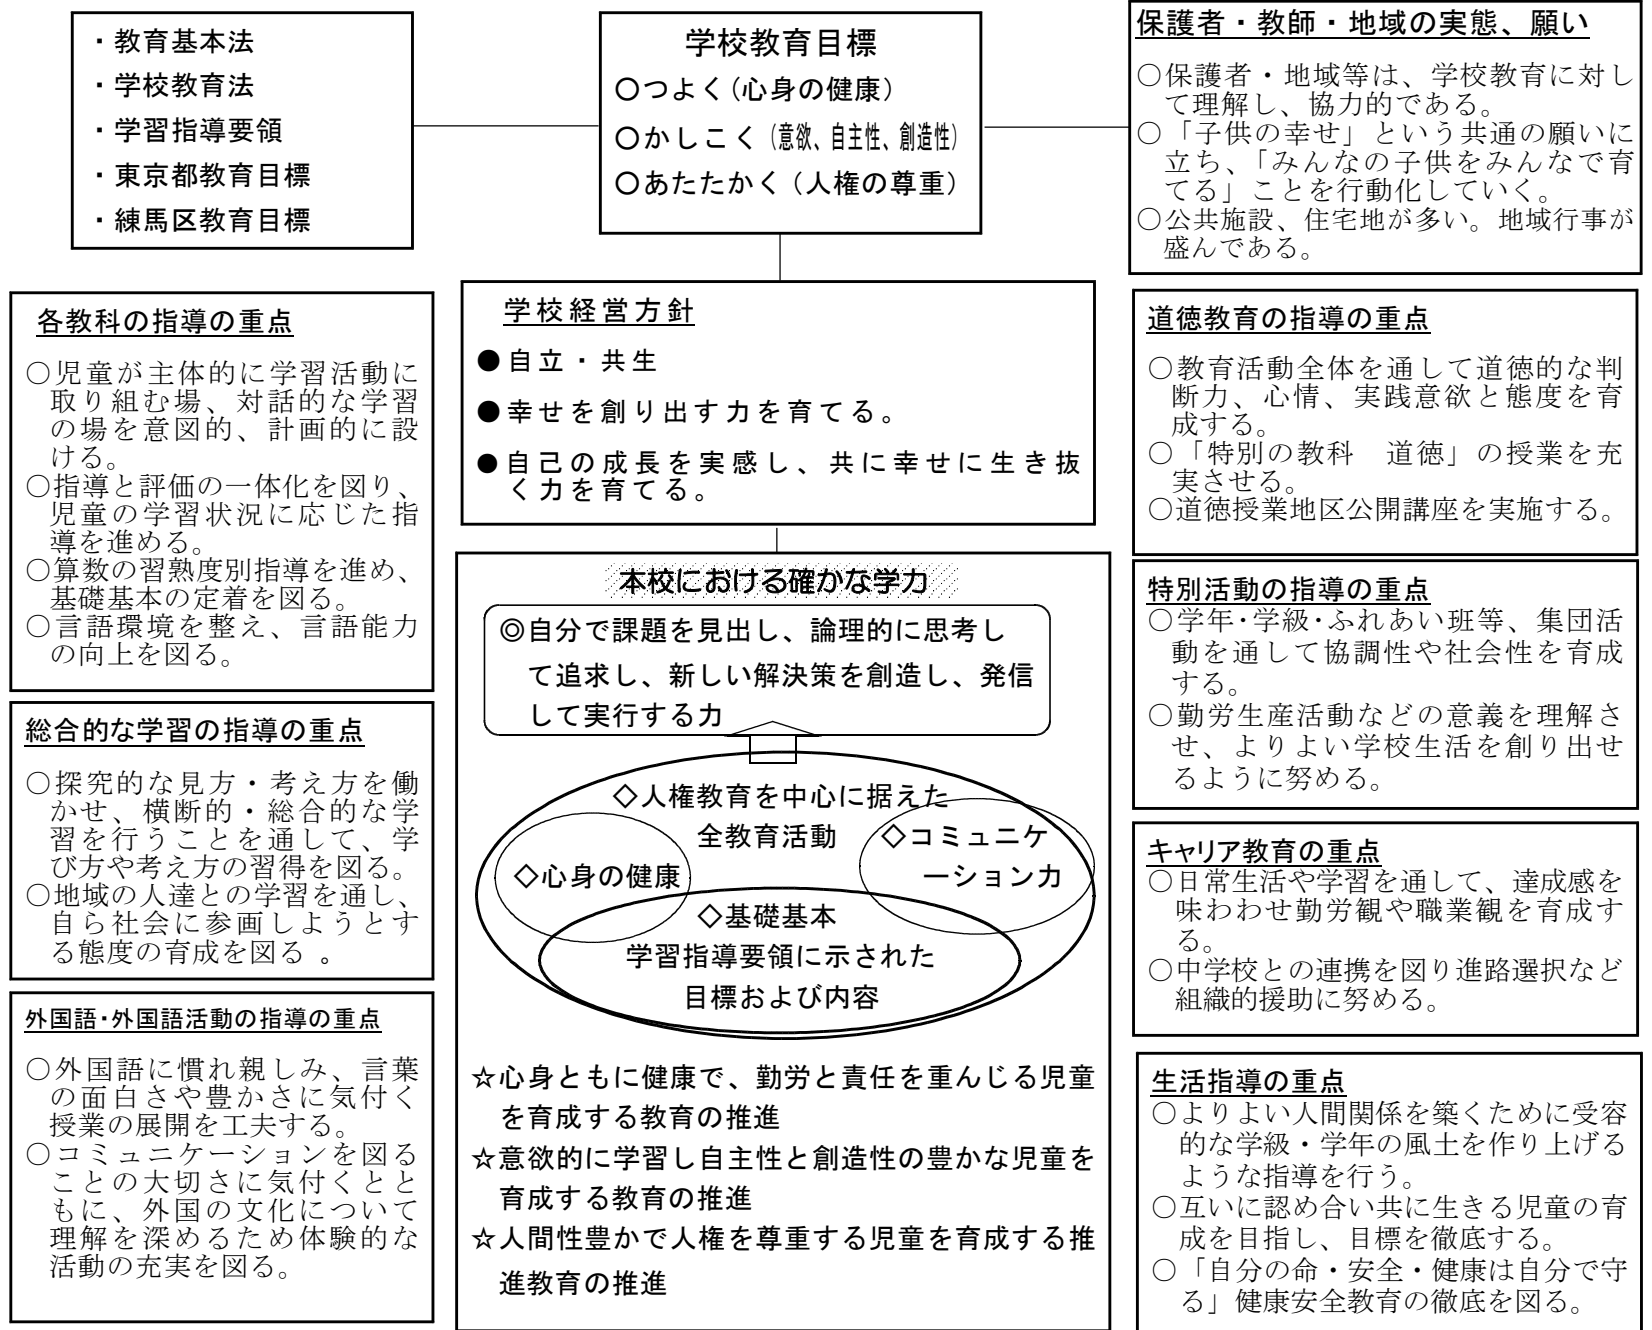 ・教育基本法
・学校教育法
・学習指導要領
・東京都教育目標
・練馬区教育目標
学校教育目標
〇つよく(心身の健康)
〇かしこく(意欲、自主性、創造性)
〇あたたかく(人権の尊重)
保護者・教師・地域の実態、願い
○保護者・地域等は、学校教育に対し
て理解し、協力的である。
○「子供の幸せ」という共通の願いに
立ち、「みんなの子供をみんなで育
てる」ことを行動化していく。
○公共施設、住宅地が多い。地域行事が
盛んである。
学校経営方針
●自立・共生
●幸せを創り出す力を育てる。
●自己の成長を実感し、共に幸せに生き抜
く力を育てる。
各教科の指導の重点
○児童が主体的に学習活動に
取り組む場、対話的な学習
の場を意図的、計画的に設
ける。
○指導と評価の一体化を図り、
児童の学習状況に応じた指
導を進める。
○算数の習熟度別指導を進め、
基礎基本の定着を図る。
○言語環境を整え、言語能力
の向上を図る。
総合的な学習の指導の重点
○探究的な見方・考え方を働
かせ、横断的・総合的な学
習を行うことを通して、学
び方や考え方の習得を図る。
○地域の人達との学習を通し、
自ら社会に参画しようとす
る態度の育成を図る 。
外国語・外国語活動の指導の重点
○外国語に慣れ親しみ、言葉
の面白さや豊かさに気付く
授業の展開を工夫する。
○コミュニケーションを図る
ことの大切さに気付くとと
もに、外国の文化について
理解を深めるため体験的な
活動の充実を図る。
本校における確かな学力
◎自分で課題を見出し、論理的に思考し
て追求し、新しい解決策を創造し、発信
して実行する力
◇人権教育を中心に据えた
全教育活動
◇コミュニケ
ーション力
◇心身の健康
◇基礎基本
学習指導要領に示された
目標および内容
☆心身ともに健康で、勤労と責任を重んじる児童
を育成する教育の推進
☆意欲的に学習し自主性と創造性の豊かな児童を
育成する教育の推進
☆人間性豊かで人権を尊重する児童を育成する推
進教育の推進
道徳教育の指導の重点
○教育活動全体を通して道徳的な判
断力、心情、実践意欲と態度を育
成する。
○「特別の教科　道徳」の授業を充
実させる。
○道徳授業地区公開講座を実施する。
特別活動の指導の重点
○学年・学級・ふれあい班等、集団活
動を通して協調性や社会性を育成
する。
○勤労生産活動などの意義を理解さ
せ、よりよい学校生活を創り出せ
るように努める。
キャリア教育の重点
○日常生活や学習を通して、達成感を
味わわせ勤労観や職業観を育成す
る。
○中学校との連携を図り進路選択など
組織的援助に努める。
生活指導の重点
○よりよい人間関係を築くために受容
的な学級・学年の風土を作り上げる
ような指導を行う。
○互いに認め合い共に生きる児童の育
成を目指し、目標を徹底する。
○「自分の命・安全・健康は自分で守
る」健康安全教育の徹底を図る。